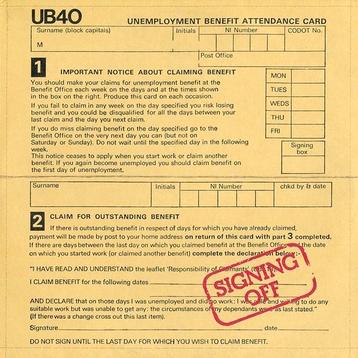 UB40 UNEMPLOYMENT BENEFIT ATTENDANCE CARD
Surname (block capitals) Initials NI Number CODOT No.
M
Post Office
1 IMPORTANT NOTICE ABOUT CLAIMING BENEFIT
You should make your claims for unemployment benefit at the
Benefit Office each week on the days and at the times shown
in the box on the right. Produce this card on each occasion.
If you fail to claim in any week on the day specified you risk losing
benefit and you could be disqualified for all the days between your
last claim and the day you next claim.
If you do miss claiming benefit on the day specified go to the
Benefit Office on the very next day you can (but not on
Saturday or Sunday). Do not wait until the specified day in the following
week.
This notice ceases to apply when you start work or claim another
benefit. If you again become unemployed you should claim benefit on
the first day of unemployment.
MON
TUES
WEDS
THU
FRI
Signing
box
Surname Initials NI Number chkd by & date
2 CLAIM FOR OUTSTANDING BENEFIT
If there is outstanding benefit in respect of days for which you have already claimed,
payment will be made by post to your home address on return of this card with part 3 completed.
If there are days between the last day on which you claimed benefit at the Benefit Office and the date
on which you started work (or claimed another benefit) complete the declaration below:-
"I HAVE READ AND UNDERSTAND the leaflet 'Responsibility of Claimants'
I CLAIM BENEFIT for the following dates
AND DECLARE that on those days I was unemployed and did no work: I was and willing to do any
suitable work but was unable to get any: the circumstances of my dependants were as last stated."
(If there was a change cross out this last item).
Signature date
DO NOT SIGN UNTIL THE LAST DAY FOR WHICH YOU WISH TO CLAIM BENEFIT.
SIGNING
OFF